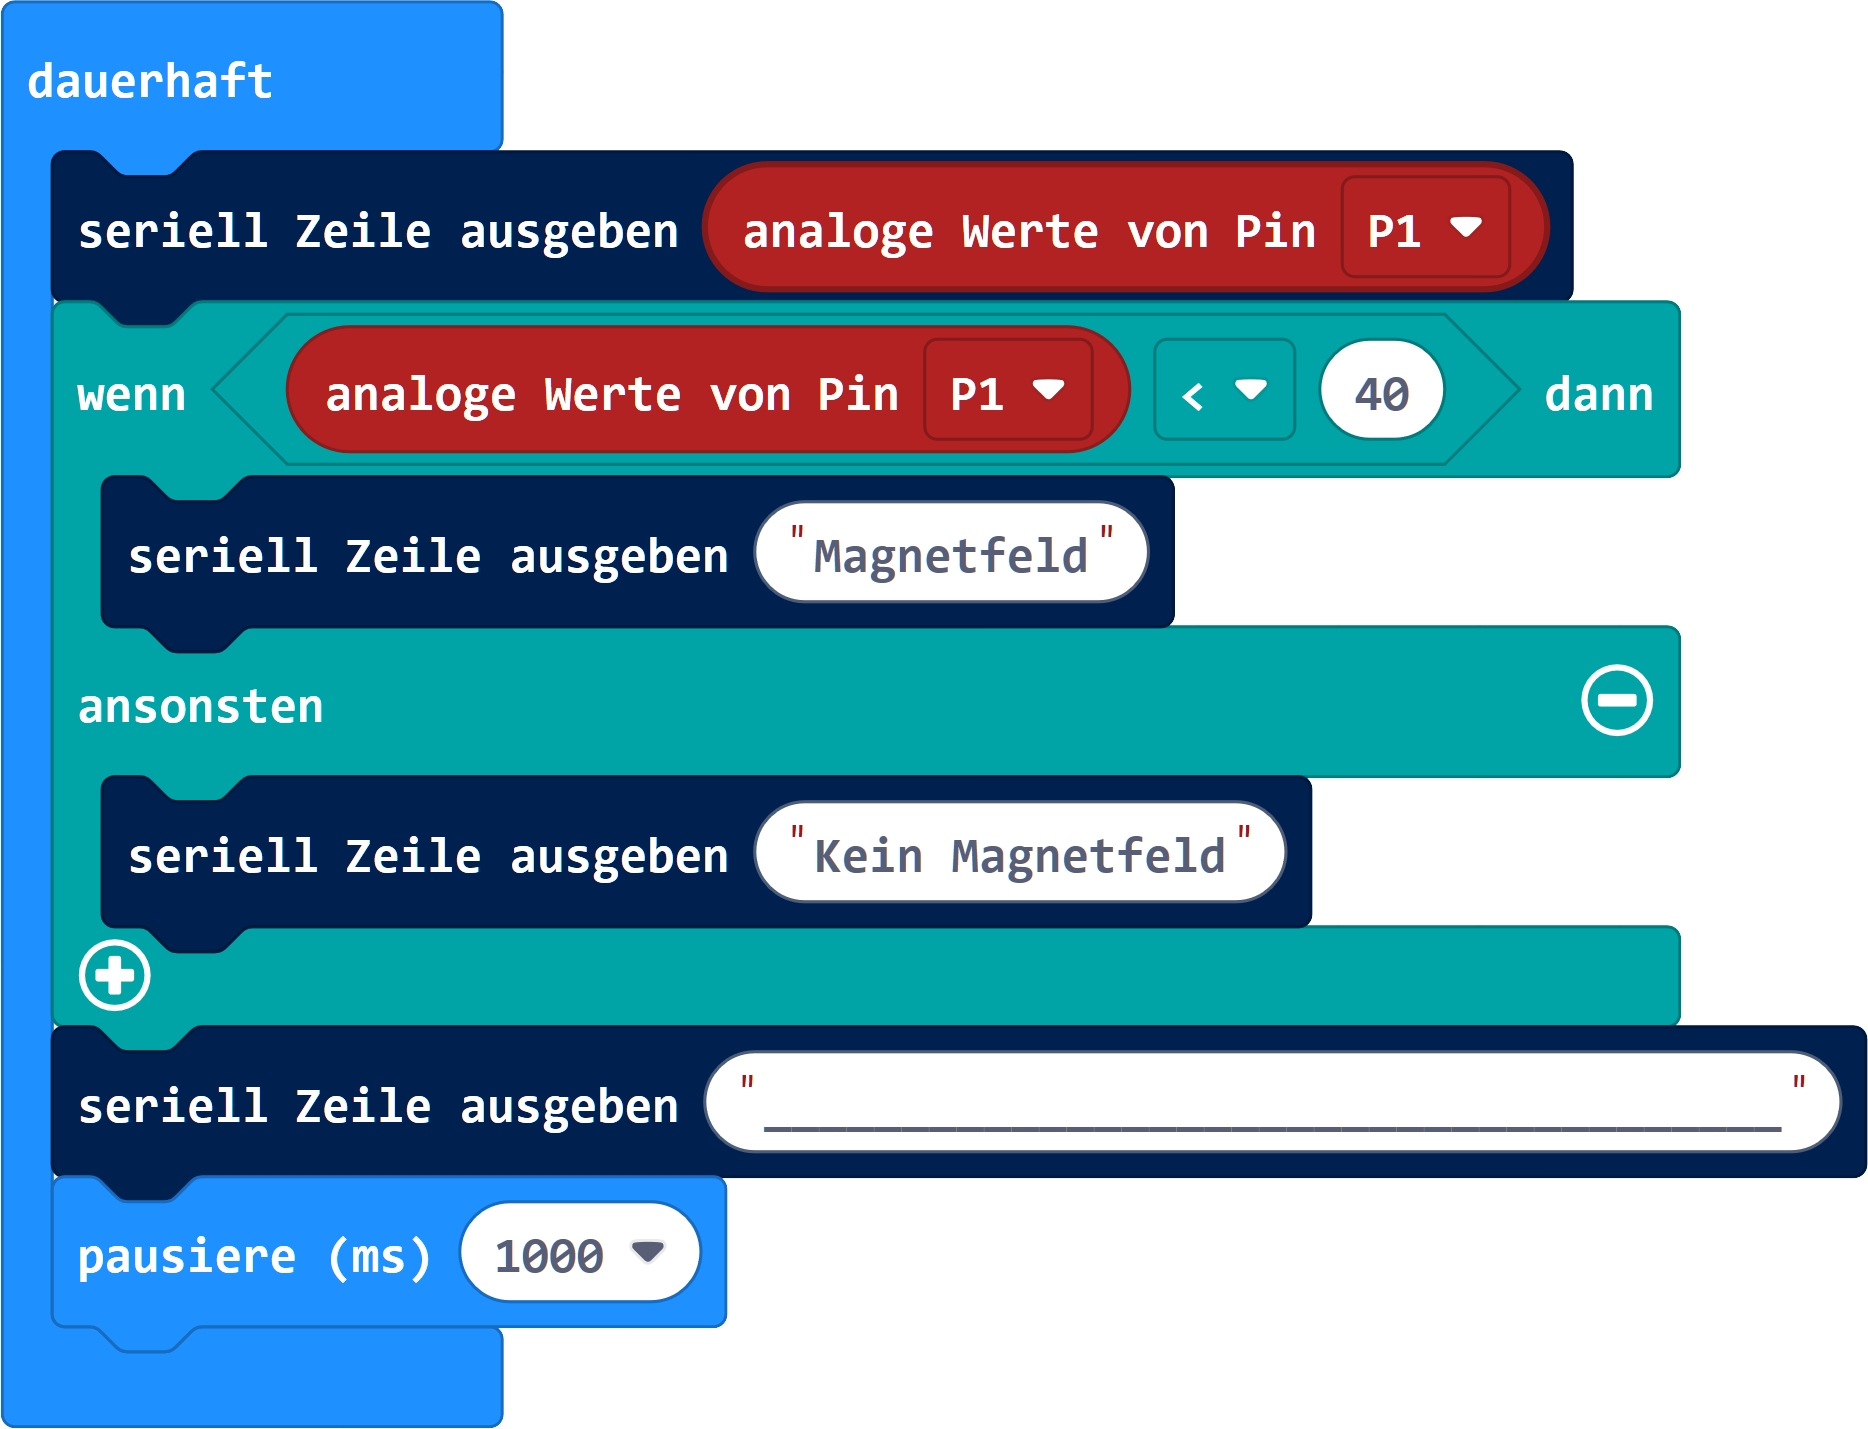 dauerhaft
seriell Zeile ausgeben analoge Werte von Pin P1
wenn analoge Werte von Pin P1 < 40 dann
seriell Zeile ausgeben "Magnetfeld"
ansonsten
seriell Zeile ausgeben "Kein Magnetfeld"
seriell Zeile ausgeben "_____________________________________"
pausiere (ms) 1000